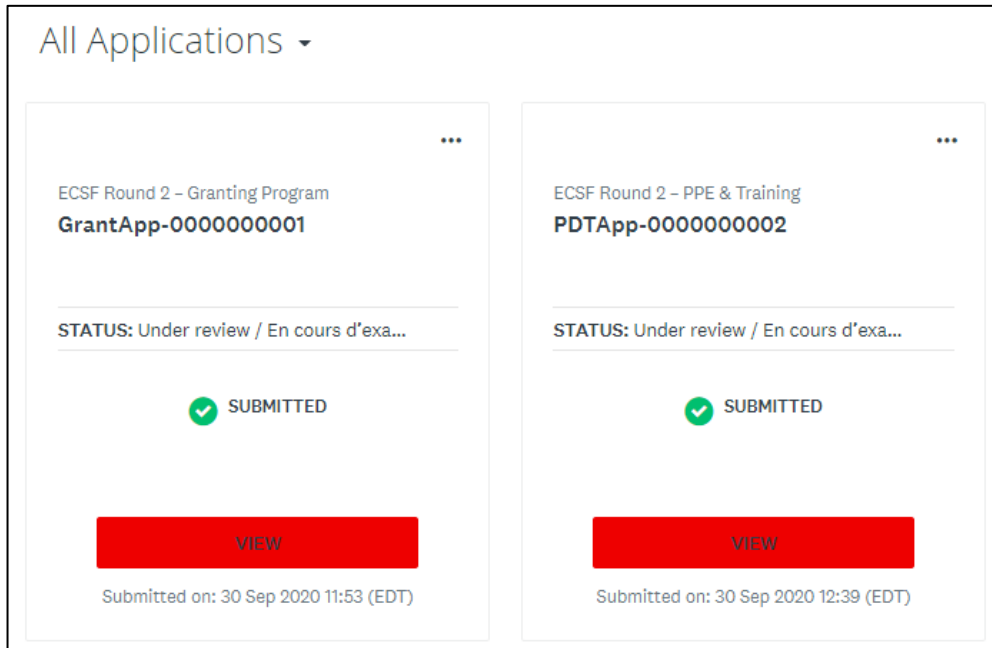 All Applications
ECSF Round 2 – Granting Program
GrantApp-0000000001
STATUS: Under review / En cours d'exa...
SUBMITTED
VIEW
Submitted on: 30 Sep 2020 11:53 (EDT)
ECSF Round 2 – PPE & Training
PDTApp-0000000002
STATUS: Under review / En cours d'exa...
SUBMITTED
VIEW
Submitted on: 30 Sep 2020 12:39 (EDT)